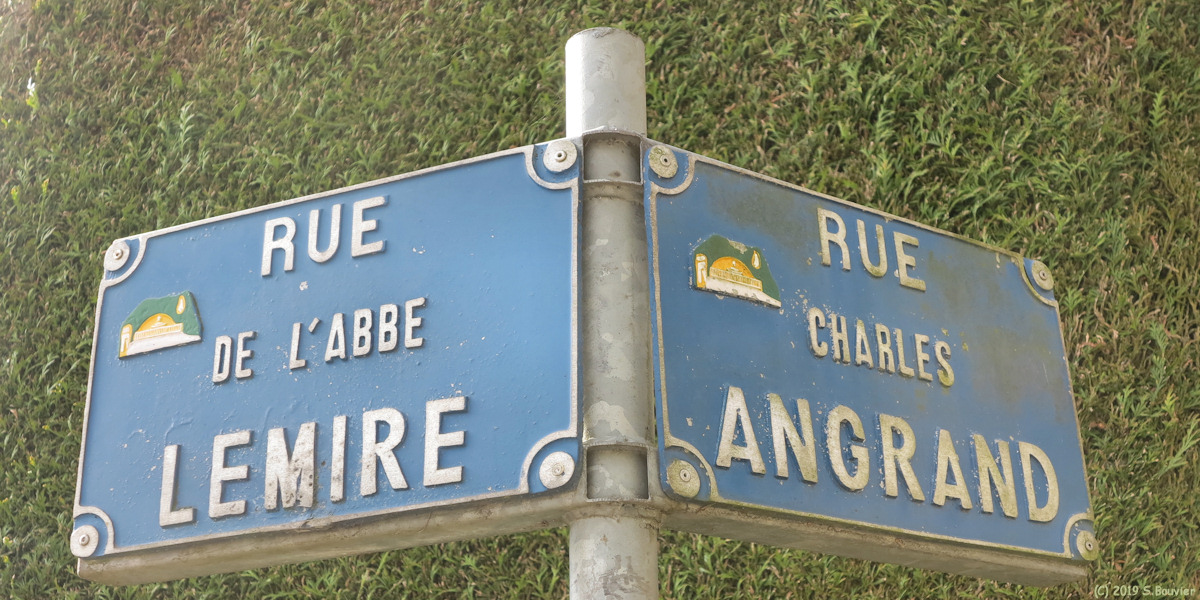 RUE
DE L'ABBE
LEMIRE
RUE
CHARLES
ANGRAND
(C) 2019 S.Bouvier